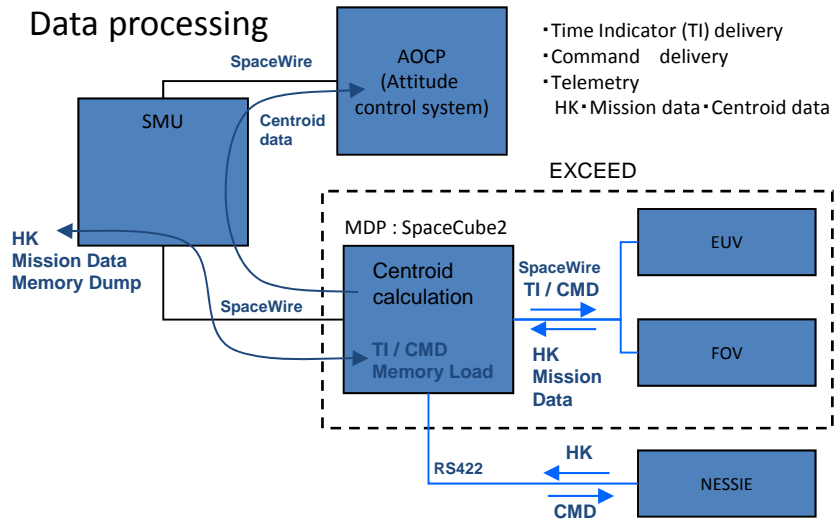 Data processing
SpaceWire
AOCP
(Attitude
control system)
・Time Indicator (TI) delivery
・Command delivery
・Telemetry
HK・Mission data・Centroid data
SMU
Centroid
data
EXCEED
MDP : SpaceCube2
HK
Mission Data
Memory Dump
SpaceWire
Centroid
calculation
TI / CMD
Memory Load
SpaceWire
TI / CMD
HK
Mission
Data
EUV
FOV
RS422
HK
CMD
NESSIE